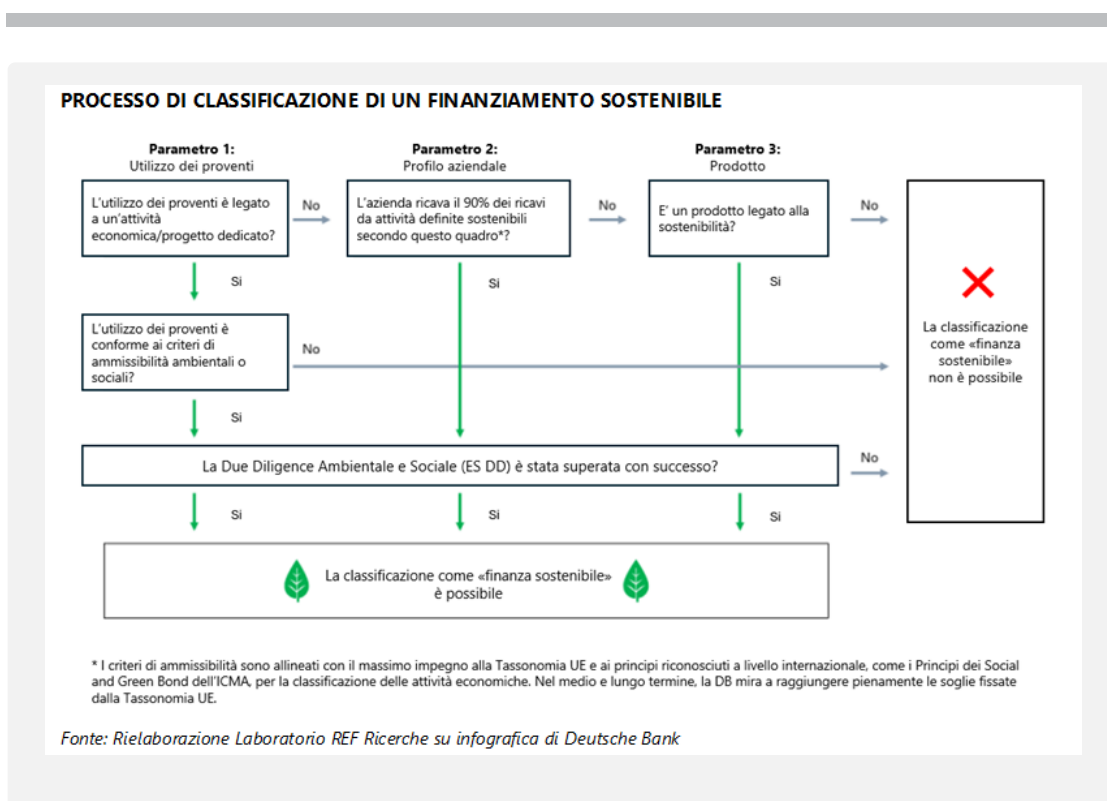 PROCESSO DI CLASSIFICAZIONE DI UN FINANZIAMENTO SOSTENIBILE
Parametro 1:
Utilizzo dei proventi
Parametro 2:
Profilo aziendale
Parametro 3:
Prodotto
L'utilizzo dei proventi è legato
a un'attività
economica/progetto dedicato?
No
L'azienda ricava il 90% dei ricavi
da attività definite sostenibili
secondo questo quadro*?
No
E' un prodotto legato alla
sostenibilità?
No
Si
Si
Si
L'utilizzo dei proventi è
conforme ai criteri di
ammissibilità ambientali o
sociali?
No
La classificazione
come «finanza
sostenibile»
non è possibile
Si
La Due Diligence Ambientale e Sociale (ES DD) è stata superata con successo?
No
Si
Si
Si
La classificazione come «finanza sostenibile»
è possibile
* I criteri di ammissibilità sono allineati con il massimo impegno alla Tassonomia UE e ai principi riconosciuti a livello internazionale, come i Principi dei Social
and Green Bond dell'ICMA, per la classificazione delle attività economiche. Nel medio e lungo termine, la DB mira a raggiungere pienamente le soglie fissate
dalla Tassonomia UE.
Fonte: Rielaborazione Laboratorio REF Ricerche su infografica di Deutsche Bank